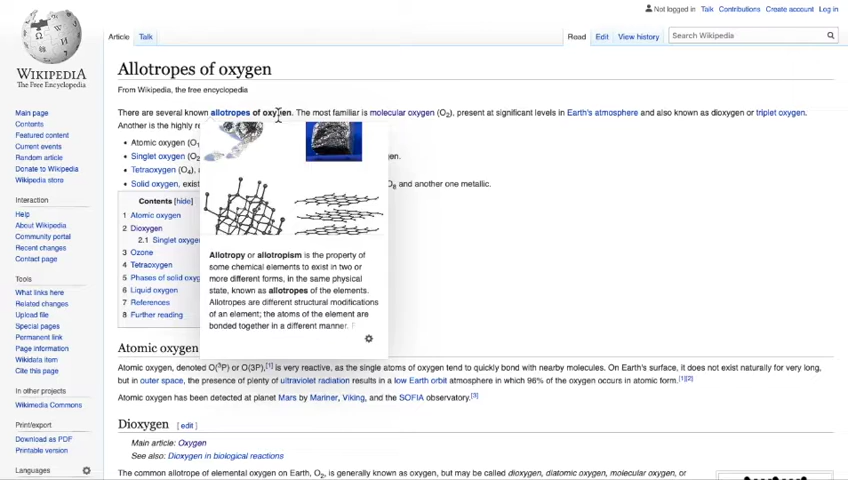 Not logged in Talk Contributions Create account Log in
Article Talk Read Edit View history Search Wikipedia
WIKIPEDIA
The Free Encyclopedia
Main page
Contents
Featured content
Current events
Random article
Donate to Wikipedia
Wikipedia store
Interaction
Help
About Wikipedia
Community portal
Recent changes
Contact page
Tools
What links here
Related changes
Upload file
Special pages
Permanent link
Page information
Wikidata item
Cite this page
In other projects
Wikimedia Commons
Print/export
Download as PDF
Printable version
Languages
Allotropes of oxygen
From Wikipedia, the free encyclopedia
There are several known allotropes of oxygen. The most familiar is molecular oxygen (O2), present at significant levels in Earth's atmosphere and also known as dioxygen or triplet oxygen.
Another is the highly
• Atomic oxygen (O1
• Singlet oxygen (O2
• Tetraoxygen (O4),
• Solid oxygen, and another one metallic.
Contents [hide]
1 Atomic oxygen
2 Dioxygen
2.1 Singlet oxygen
3 Ozone
4 Tetraoxygen
5 Phases of solid
6 Liquid oxygen
7 References
8 Further reading
Allotropy or allotropism is the property of
some chemical elements to exist in two or
more different forms, in the same physical
state, known as allotropes of the elements.
Allotropes are different structural modifications
of an element; the atoms of the element are
bonded together in a different manner.
Atomic oxygen
Atomic oxygen, denoted O(3P) or O(3P),[1] is very reactive, as the single atoms of oxygen tend to quickly bond with nearby molecules. On Earth's surface, it does not exist naturally for very long,
but in outer space, the presence of plenty of ultraviolet radiation results in a low Earth orbit atmosphere in which 96% of the oxygen occurs in atomic form.[1][2]
Atomic oxygen has been detected at planet Mars by Mariner, Viking, and the SOFIA observatory.[3]
Dioxygen [ edit ]
Main article: Oxygen
See also: Dioxygen in biological reactions
The common allotrope of elemental oxygen on Earth, O2, is generally known as oxygen, but may be called dioxygen, diatomic oxygen, molecular oxygen, or